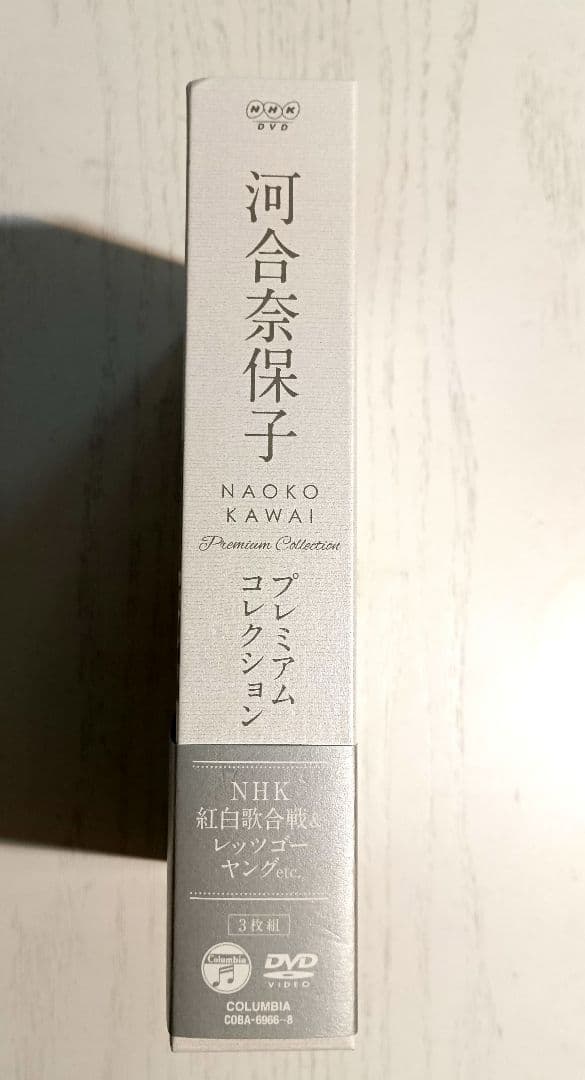 NHK
DVD
河合奈保子
NAOKO
KAWAI
Premium Collection
プレミアム
コレクション
NHK
紅白歌合戦&
レッツゴー
ヤングetc.
3枚組
Columbia
DVD
VIDEO
COLUMBIA
COBA-6966-8